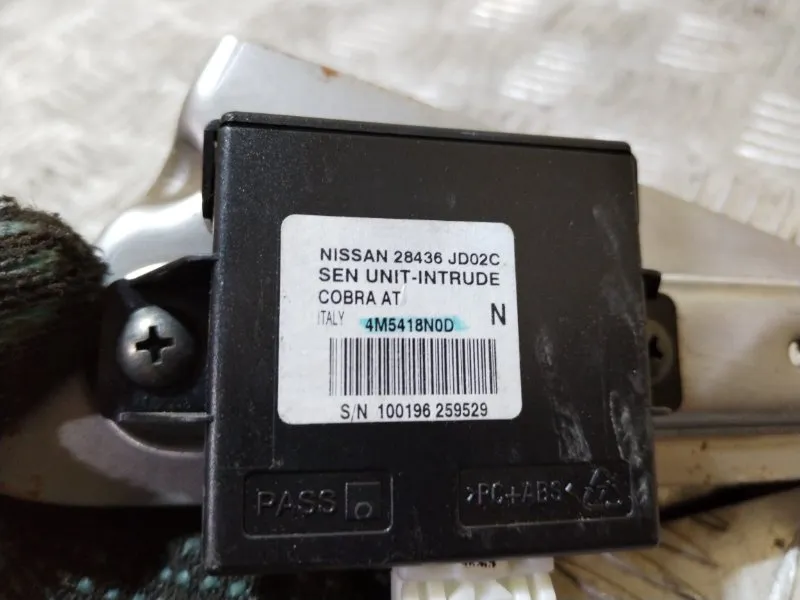 NISSAN 28436 JD02C
SEN UNIT-INTRUDE
COBRA AT
ITALY 4M5418N0D N
S/N 100196 259529
PASS
>PC+ABS<